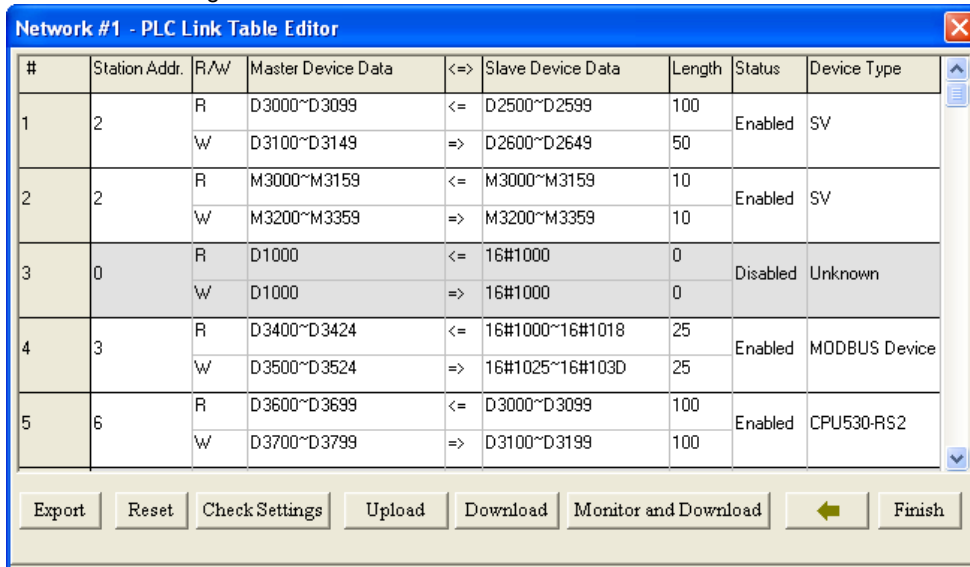 Network #1 - PLC Link Table Editor
# Station Addr. R/W Master Device Data <=> Slave Device Data Length Status Device Type
1 2 R D3000~D3099 <= D2500~D2599 100 Enabled SV
W D3100~D3149 => D2600~D2649 50
2 2 R M3000~M3159 <= M3000~M3159 10 Enabled SV
W M3200~M3359 => M3200~M3359 10
3 0 R D1000 <= 16#1000 0 Disabled Unknown
W D1000 => 16#1000 0
4 3 R D3400~D3424 <= 16#1000~16#1018 25 Enabled MODBUS Device
W D3500~D3524 => 16#1025~16#103D 25
5 6 R D3600~D3699 <= D3000~D3099 100 Enabled CPU530-RS2
W D3700~D3799 => D3100~D3199 100
Export Reset Check Settings Upload Download Monitor and Download Finish